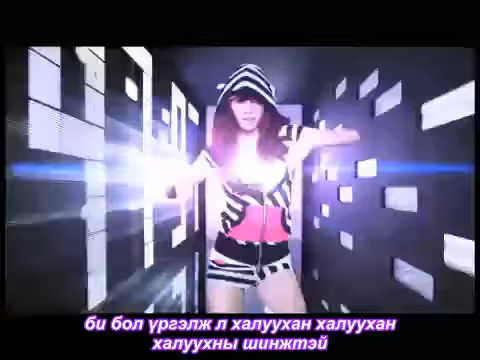 би бол үргэлж л халуухан халуухан
халуухны шинжтэй